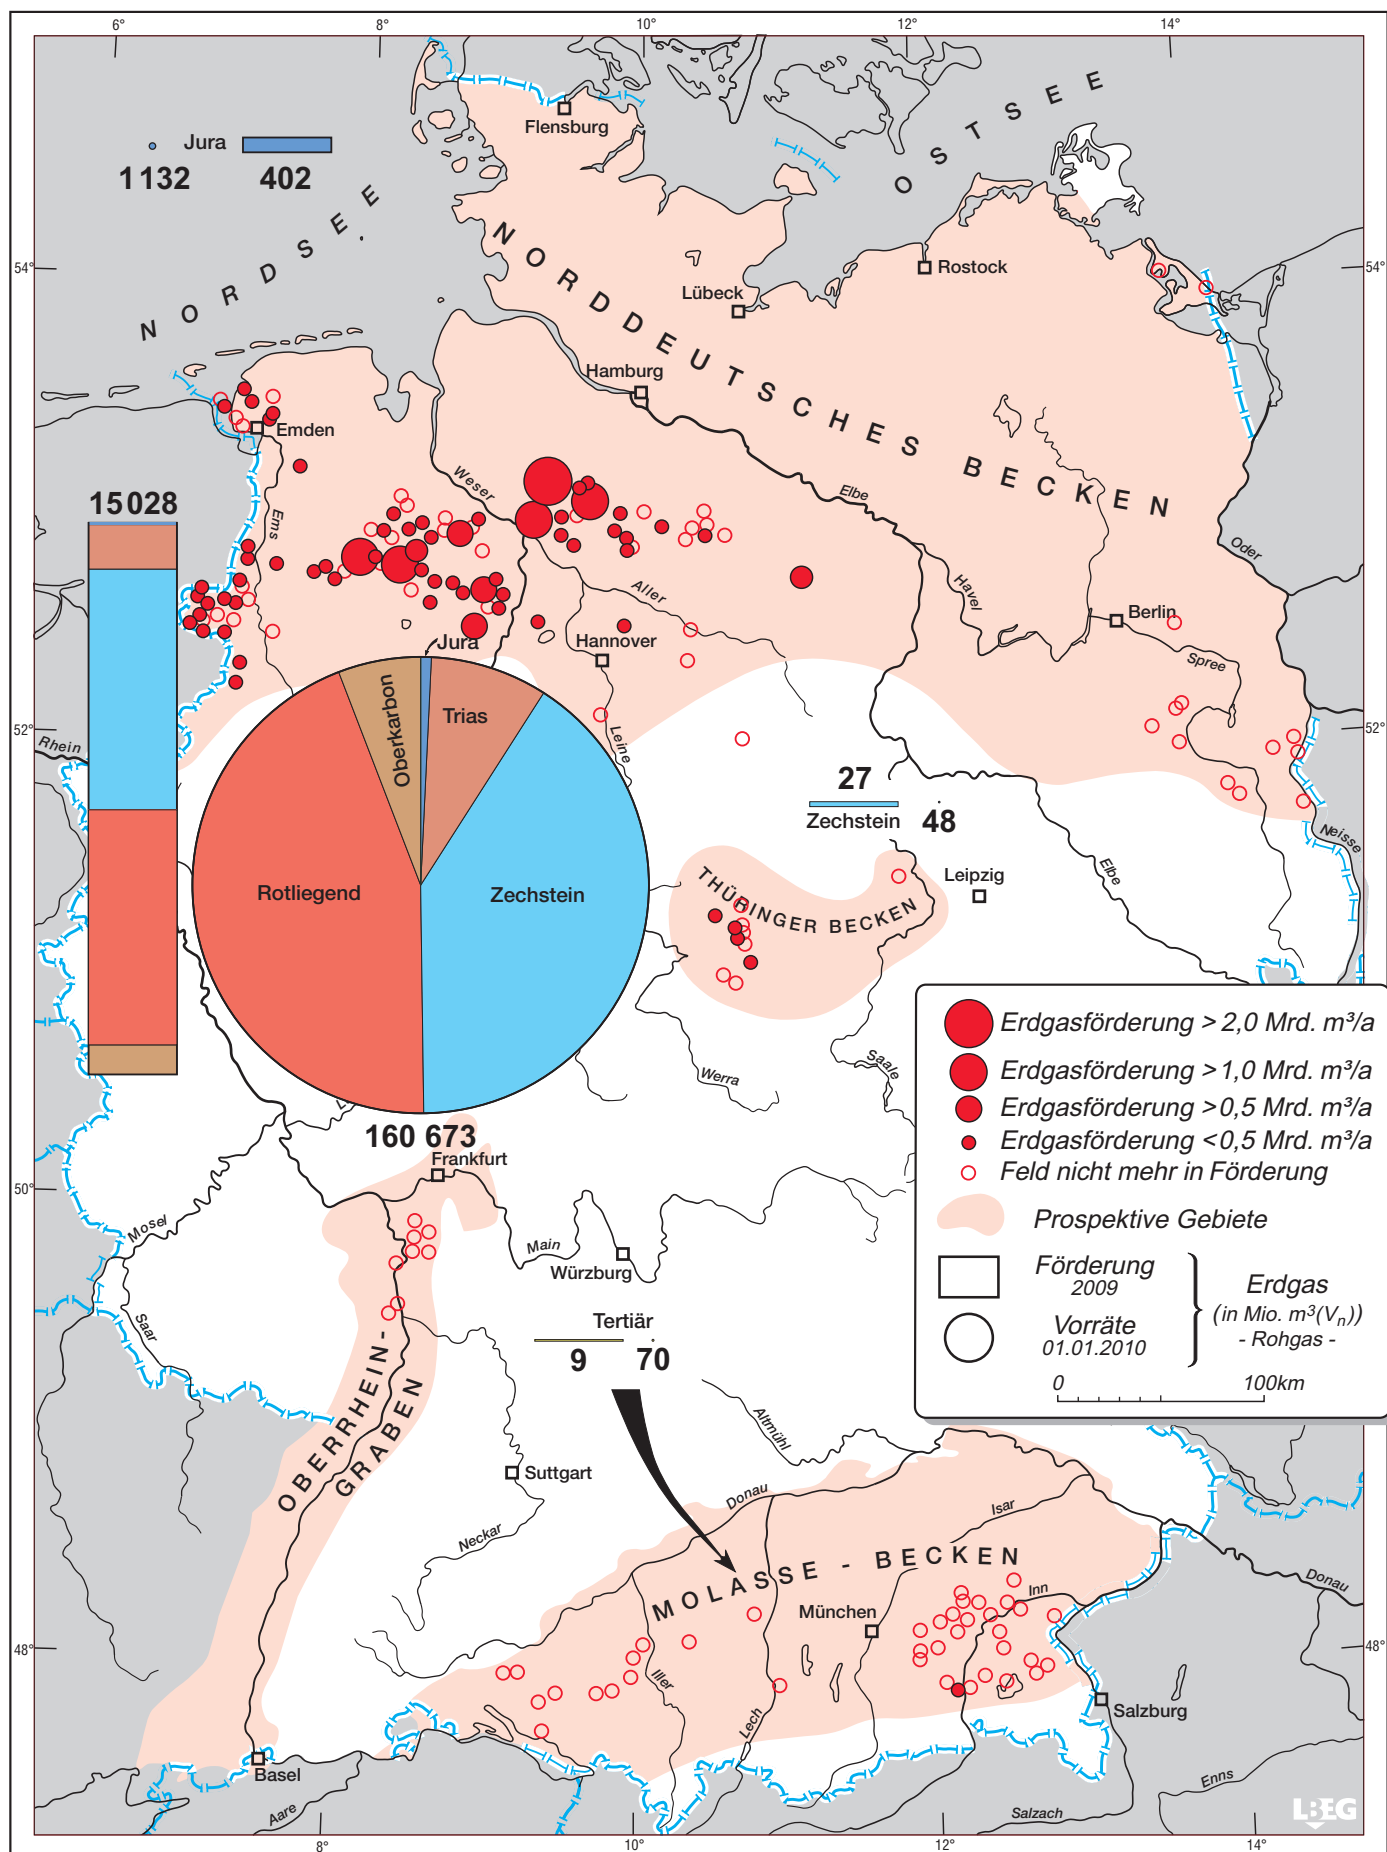 6°
8°
10°
12°
14°
Flensburg
Jura
1 132
402
OSTSEE
NORDSEE
54°
54°
NORDDEUTSCHES BECKEN
Rostock
Lübeck
Hamburg
Emden
Weser
Elbe
15 028
Ems
Oder
Aller
Havel
Berlin
Hannover
Jura
Spree
Oberkarbon
Trias
52°
52°
Rhein
Leine
27
Zechstein
48
Neisse
Elbe
Rotliegend
Zechstein
THÜRINGER BECKEN
Leipzig
Saale
Werra
L
160 673
Frankfurt
50°
Mosel
Main
Würzburg
Saar
Tertiär
9
70
Erdgasförderung > 2,0 Mrd. m³/a
Erdgasförderung > 1,0 Mrd. m³/a
Erdgasförderung > 0,5 Mrd. m³/a
Erdgasförderung < 0,5 Mrd. m³/a
Feld nicht mehr in Förderung
Prospektive Gebiete
Förderung
2009
Vorräte
01.01.2010
Erdgas
(in Mio. m³(Vn))
- Rohgas -
0
100km
OBERRHEIN-
GRABEN
Altmühl
Suttgart
Donau
Isar
Neckar
MOLASSE - BECKEN
Donau
Inn
München
48°
48°
Iller
Lech
Salzburg
Basel
Aare
Enns
Salzach
LBEG
8°
10°
12°
14°